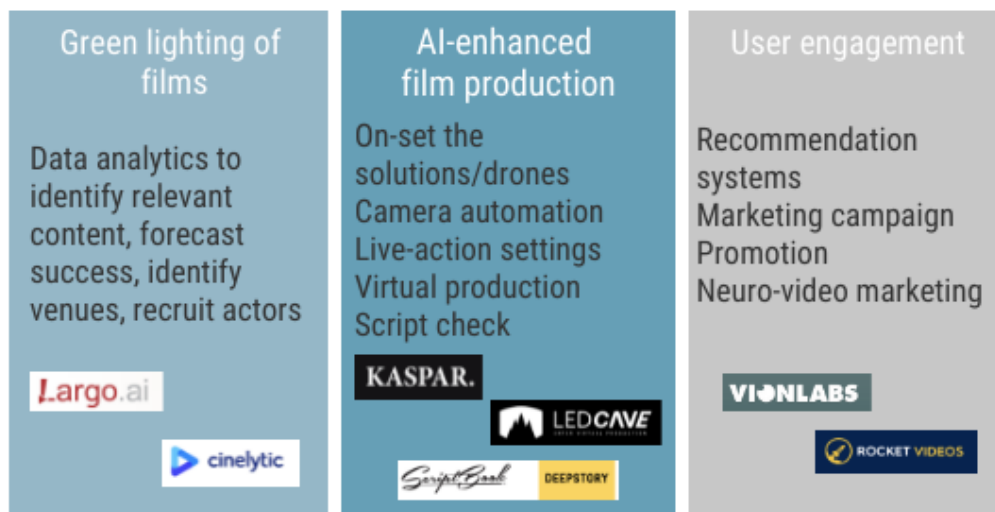 Green lighting of
films
Data analytics to
identify relevant
content, forecast
success, identify
venues, recruit actors
Largo.ai
cinelytic
AI-enhanced
film production
On-set the
solutions/drones
Camera automation
Live-action settings
Virtual production
Script check
KASPAR.
LEDCAVE
ScriptBook
DEEPSTORY
User engagement
Recommendation
systems
Marketing campaign
Promotion
Neuro-video marketing
VIONLABS
ROCKET VIDEOS